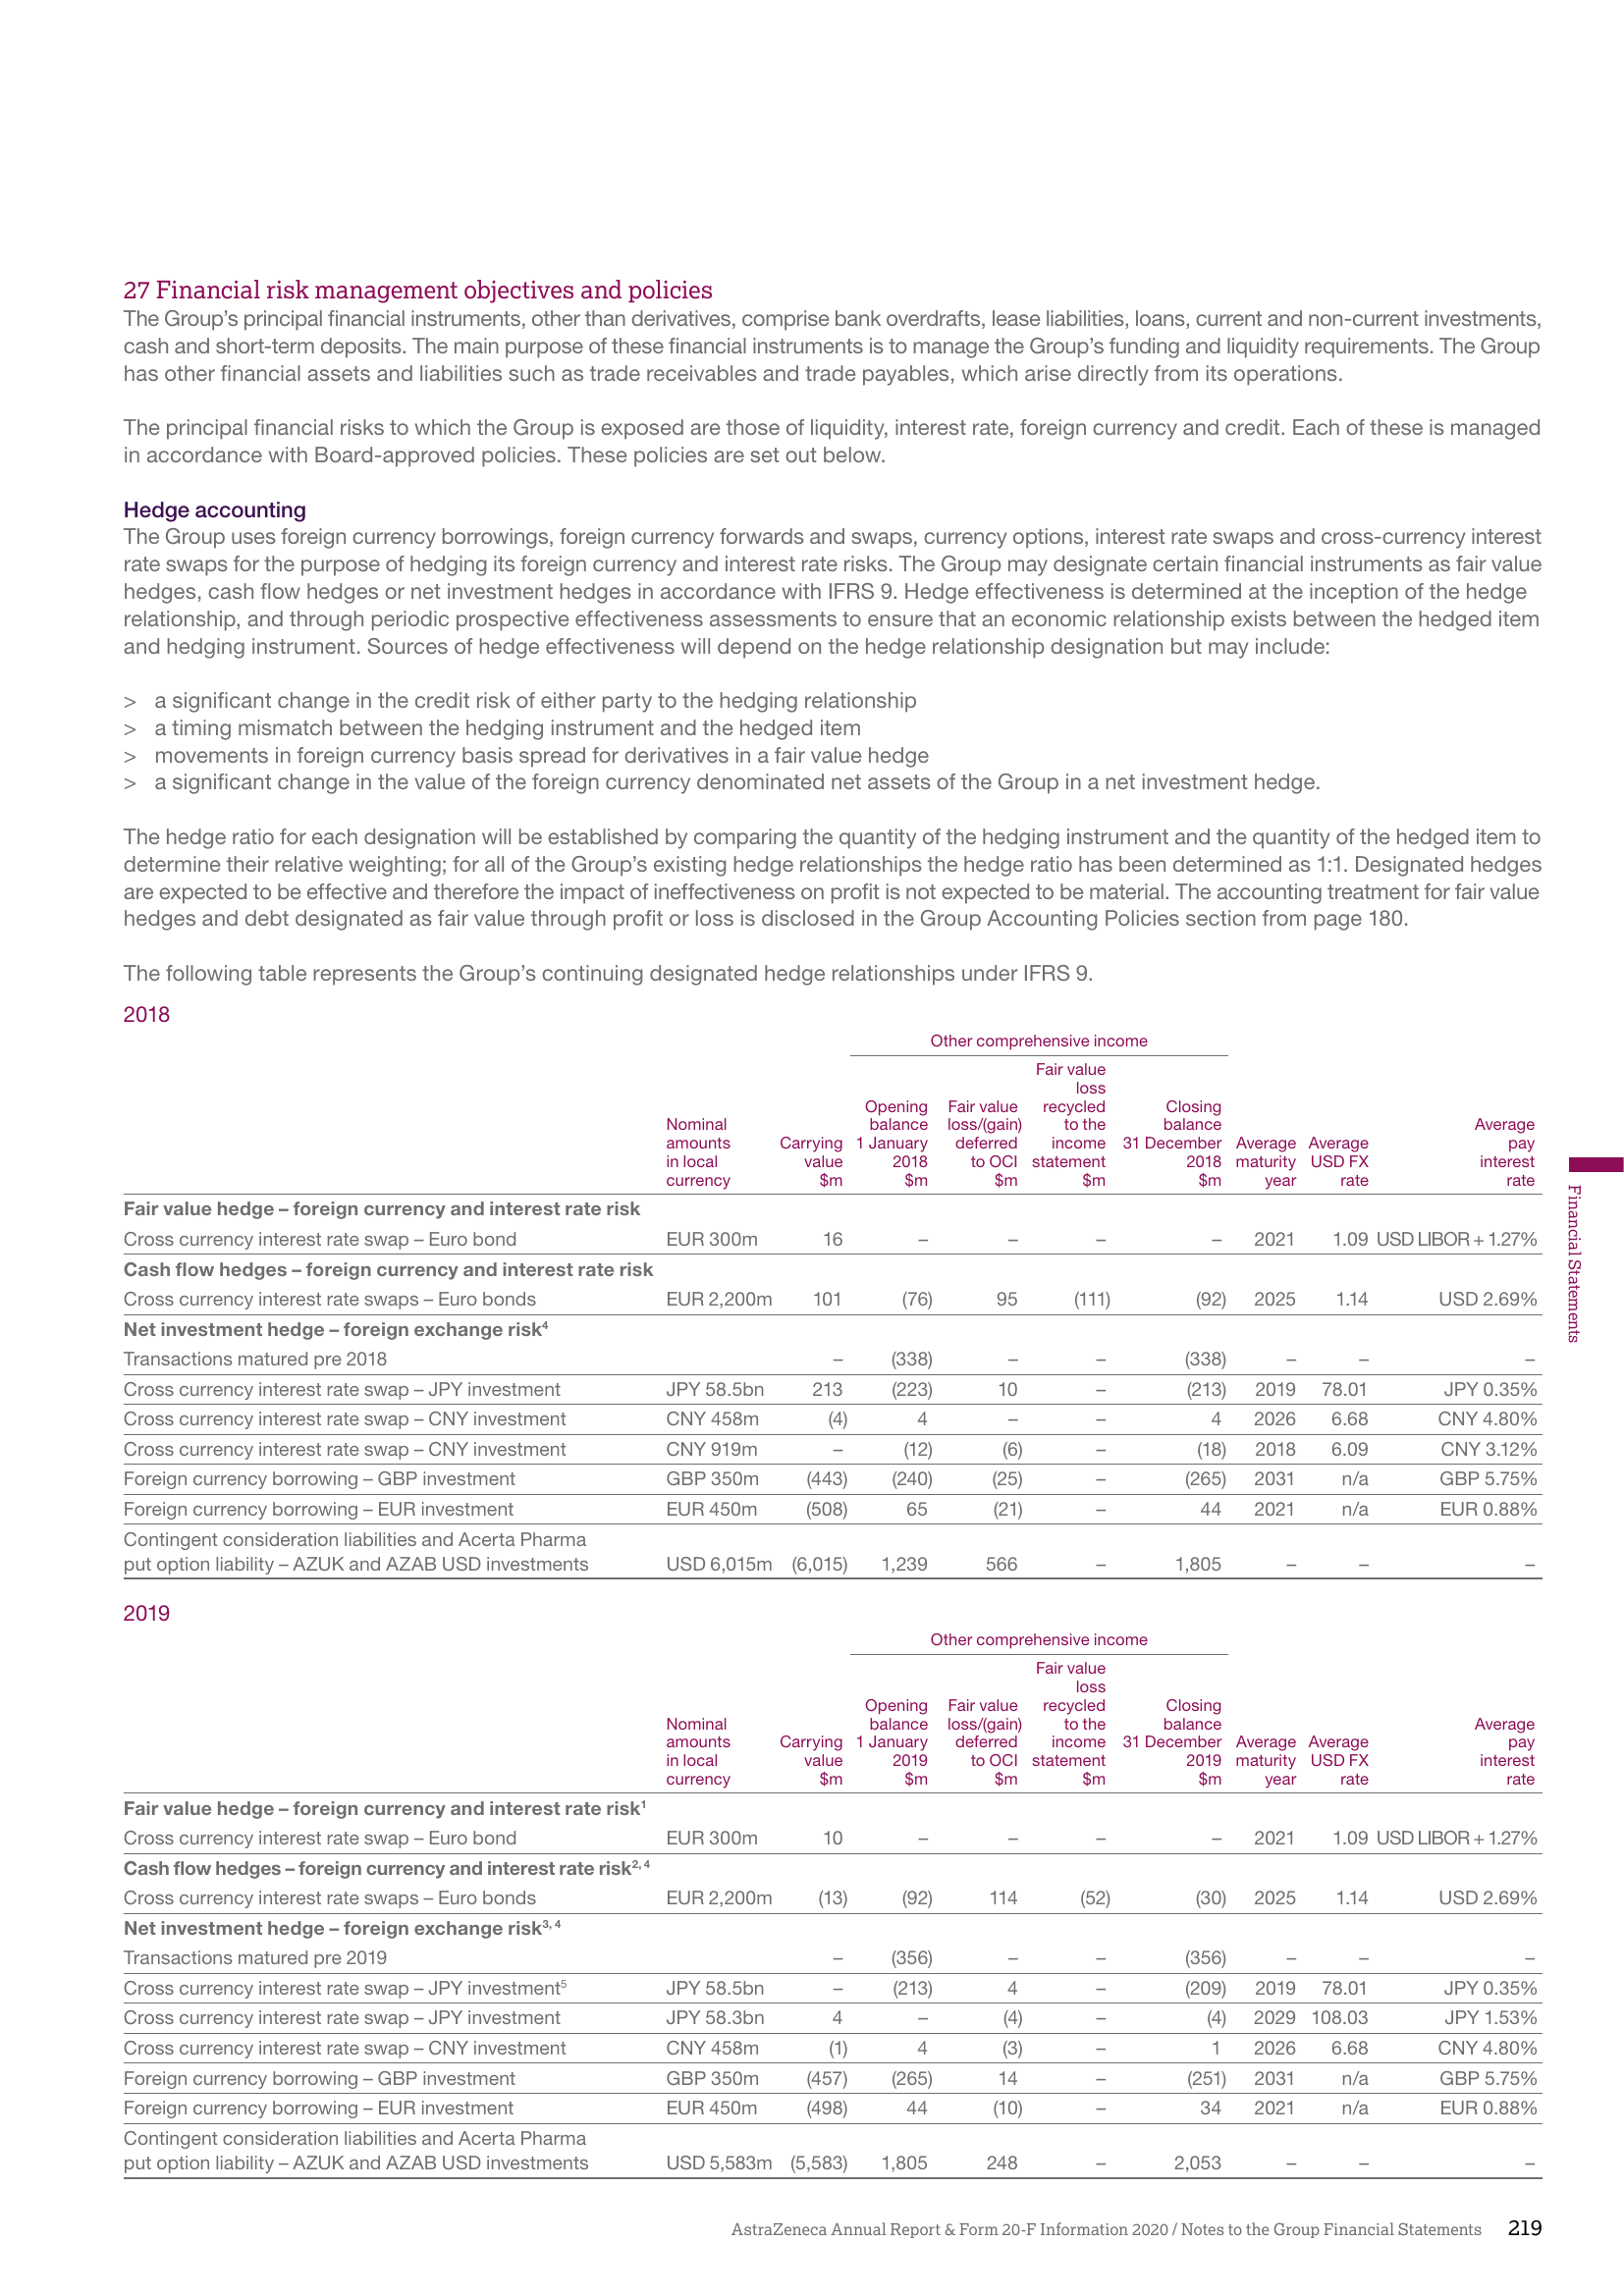 27 Financial risk management objectives and policies
The Group's principal financial instruments, other than derivatives, comprise bank overdrafts, lease liabilities, loans, current and non-current investments,
cash and short-term deposits. The main purpose of these financial instruments is to manage the Group's funding and liquidity requirements. The Group
has other financial assets and liabilities such as trade receivables and trade payables, which arise directly from its operations.
The principal financial risks to which the Group is exposed are those of liquidity, interest rate, foreign currency and credit. Each of these is managed
in accordance with Board-approved policies. These policies are set out below.
Hedge accounting
The Group uses foreign currency borrowings, foreign currency forwards and swaps, currency options, interest rate swaps and cross-currency interest
rate swaps for the purpose of hedging its foreign currency and interest rate risks. The Group may designate certain financial instruments as fair value
hedges, cash flow hedges or net investment hedges in accordance with IFRS 9. Hedge effectiveness is determined at the inception of the hedge
relationship, and through periodic prospective effectiveness assessments to ensure that an economic relationship exists between the hedged item
and hedging instrument. Sources of hedge effectiveness will depend on the hedge relationship designation but may include:
> a significant change in the credit risk of either party to the hedging relationship
> a timing mismatch between the hedging instrument and the hedged item
> movements in foreign currency basis spread for derivatives in a fair value hedge
> a significant change in the value of the foreign currency denominated net assets of the Group in a net investment hedge.
The hedge ratio for each designation will be established by comparing the quantity of the hedging instrument and the quantity of the hedged item to
determine their relative weighting; for all of the Group's existing hedge relationships the hedge ratio has been determined as 1:1. Designated hedges
are expected to be effective and therefore the impact of ineffectiveness on profit is not expected to be material. The accounting treatment for fair value
hedges and debt designated as fair value through profit or loss is disclosed in the Group Accounting Policies section from page 180.
The following table represents the Group's continuing designated hedge relationships under IFRS 9.
2018
Other comprehensive income
Fair value
loss
Opening Fair value recycled Closing
Nominal balance loss/(gain) to the balance Average
amounts Carrying 1 January deferred income 31 December Average Average pay
in local value 2018 to OCI statement 2018 maturity USD FX interest
currency $m $m $m $m $m year rate rate
Fair value hedge – foreign currency and interest rate risk
Cross currency interest rate swap – Euro bond EUR 300m 16 – – – – 2021 1.09 USD LIBOR + 1.27%
Cash flow hedges – foreign currency and interest rate risk
Cross currency interest rate swaps – Euro bonds EUR 2,200m 101 (76) 95 (111) (92) 2025 1.14 USD 2.69%
Net investment hedge – foreign exchange risk4
Transactions matured pre 2018 – (338) – – (338) – – –
Cross currency interest rate swap – JPY investment JPY 58.5bn 213 (223) 10 – (213) 2019 78.01 JPY 0.35%
Cross currency interest rate swap – CNY investment CNY 458m (4) 4 – – 4 2026 6.68 CNY 4.80%
Cross currency interest rate swap – CNY investment CNY 919m – (12) (6) – (18) 2018 6.09 CNY 3.12%
Foreign currency borrowing – GBP investment GBP 350m (443) (240) (25) – (265) 2031 n/a GBP 5.75%
Foreign currency borrowing – EUR investment EUR 450m (508) 65 (21) – 44 2021 n/a EUR 0.88%
Contingent consideration liabilities and Acerta Pharma
put option liability – AZUK and AZAB USD investments USD 6,015m (6,015) 1,239 566 – 1,805 – – –
2019
Other comprehensive income
Fair value
loss
Opening Fair value recycled Closing
Nominal balance loss/(gain) to the balance Average
amounts Carrying 1 January deferred income 31 December Average Average pay
in local value 2019 to OCI statement 2019 maturity USD FX interest
currency $m $m $m $m $m year rate rate
Fair value hedge – foreign currency and interest rate risk1
Cross currency interest rate swap – Euro bond EUR 300m 10 – – – – 2021 1.09 USD LIBOR + 1.27%
Cash flow hedges – foreign currency and interest rate risk2, 4
Cross currency interest rate swaps – Euro bonds EUR 2,200m (13) (92) 114 (52) (30) 2025 1.14 USD 2.69%
Net investment hedge – foreign exchange risk3, 4
Transactions matured pre 2019 – (356) – – (356) – – –
Cross currency interest rate swap – JPY investment5 JPY 58.5bn – (213) 4 – (209) 2019 78.01 JPY 0.35%
Cross currency interest rate swap – JPY investment JPY 58.3bn 4 – (4) – (4) 2029 108.03 JPY 1.53%
Cross currency interest rate swap – CNY investment CNY 458m (1) 4 (3) – 1 2026 6.68 CNY 4.80%
Foreign currency borrowing – GBP investment GBP 350m (457) (265) 14 – (251) 2031 n/a GBP 5.75%
Foreign currency borrowing – EUR investment EUR 450m (498) 44 (10) – 34 2021 n/a EUR 0.88%
Contingent consideration liabilities and Acerta Pharma
put option liability – AZUK and AZAB USD investments USD 5,583m (5,583) 1,805 248 – 2,053 – – –
Financial Statements
AstraZeneca Annual Report & Form 20-F Information 2020 / Notes to the Group Financial Statements 219